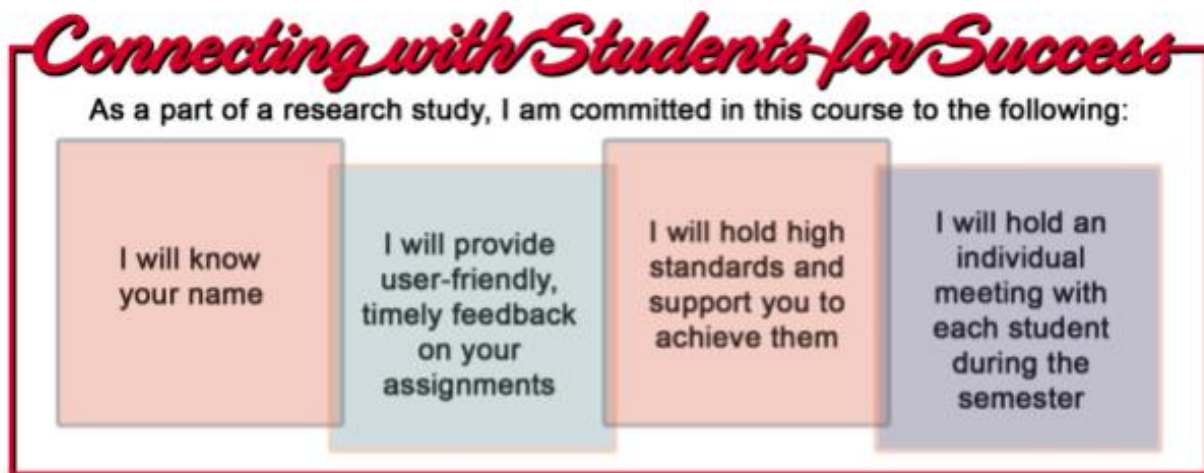 Connecting with Students for Success
As a part of a research study, I am committed in this course to the following:
I will know
your name
I will provide
user-friendly,
timely feedback
on your
assignments
I will hold high
standards and
support you to
achieve them
I will hold an
individual
meeting with
each student
during the
semester